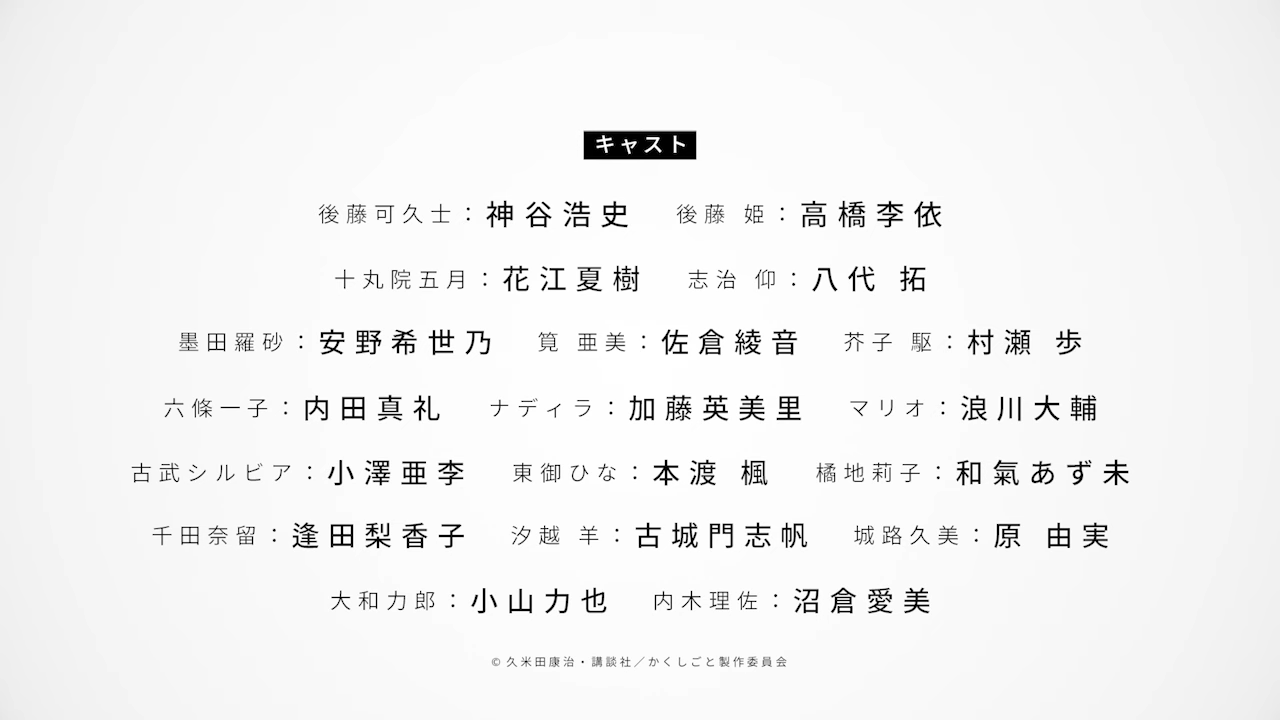 キャスト
後藤可久士：神谷浩史　後藤 姫：高橋李依
十丸院五月：花江夏樹　志治 仰：八代 拓
墨田羅砂：安野希世乃　筧 亜美：佐倉綾音　芥子 駆：村瀬 歩
六條一子：内田真礼　ナディラ：加藤英美里　マリオ：浪川大輔
古武シルビア：小澤亜李　東御ひな：本渡 楓　橘地莉子：和氣あず未
千田奈留：逢田梨香子　汐越 羊：古城門志帆　城路久美：原 由実
大和力郎：小山力也　内木理佐：沼倉愛美
© 久米田康治・講談社／かくしごと製作委員会